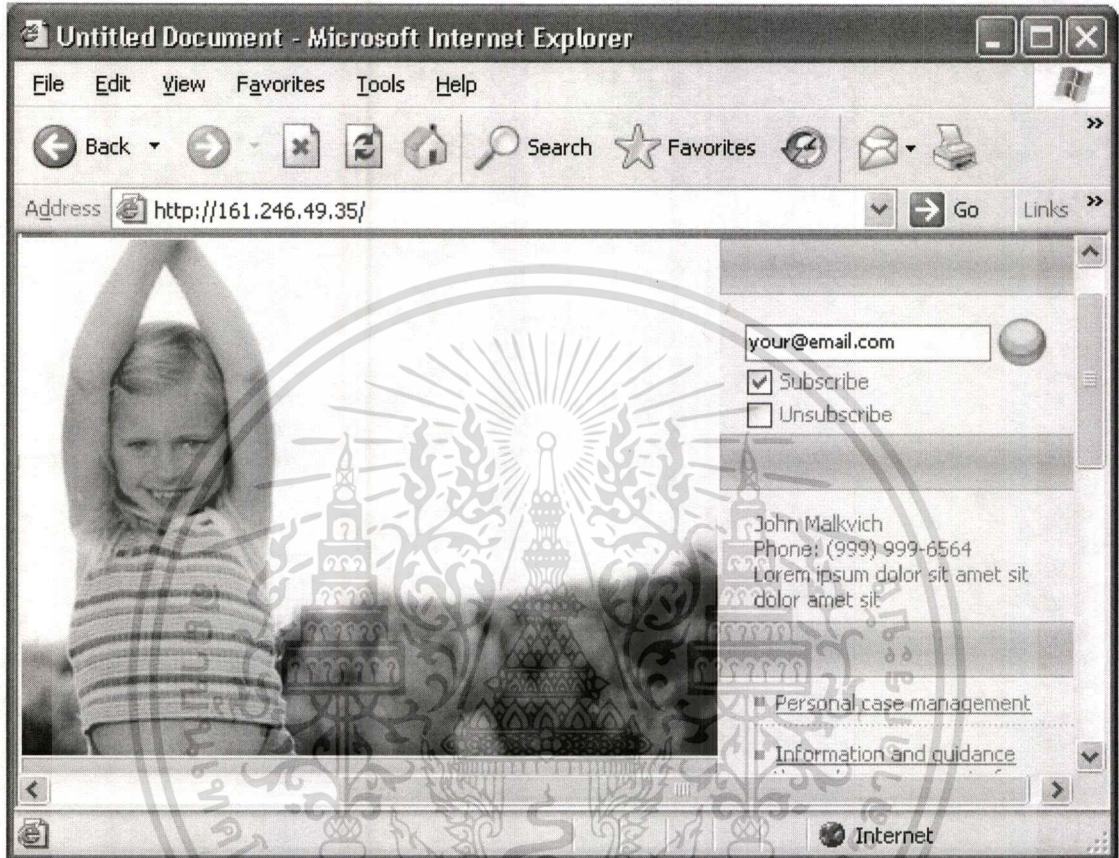 Untitled Document - Microsoft Internet Explorer
File Edit View Favorites Tools Help
Back Search Favorites »
Address http://161.246.49.35/ Go Links »
your@email.com
Subscribe
Unsubscribe
John Malkvich
Phone: (999) 999-6564
Lorem ipsum dolor sit amet sit
dolor amet sit
Personal case management
Information and guidance
Internet